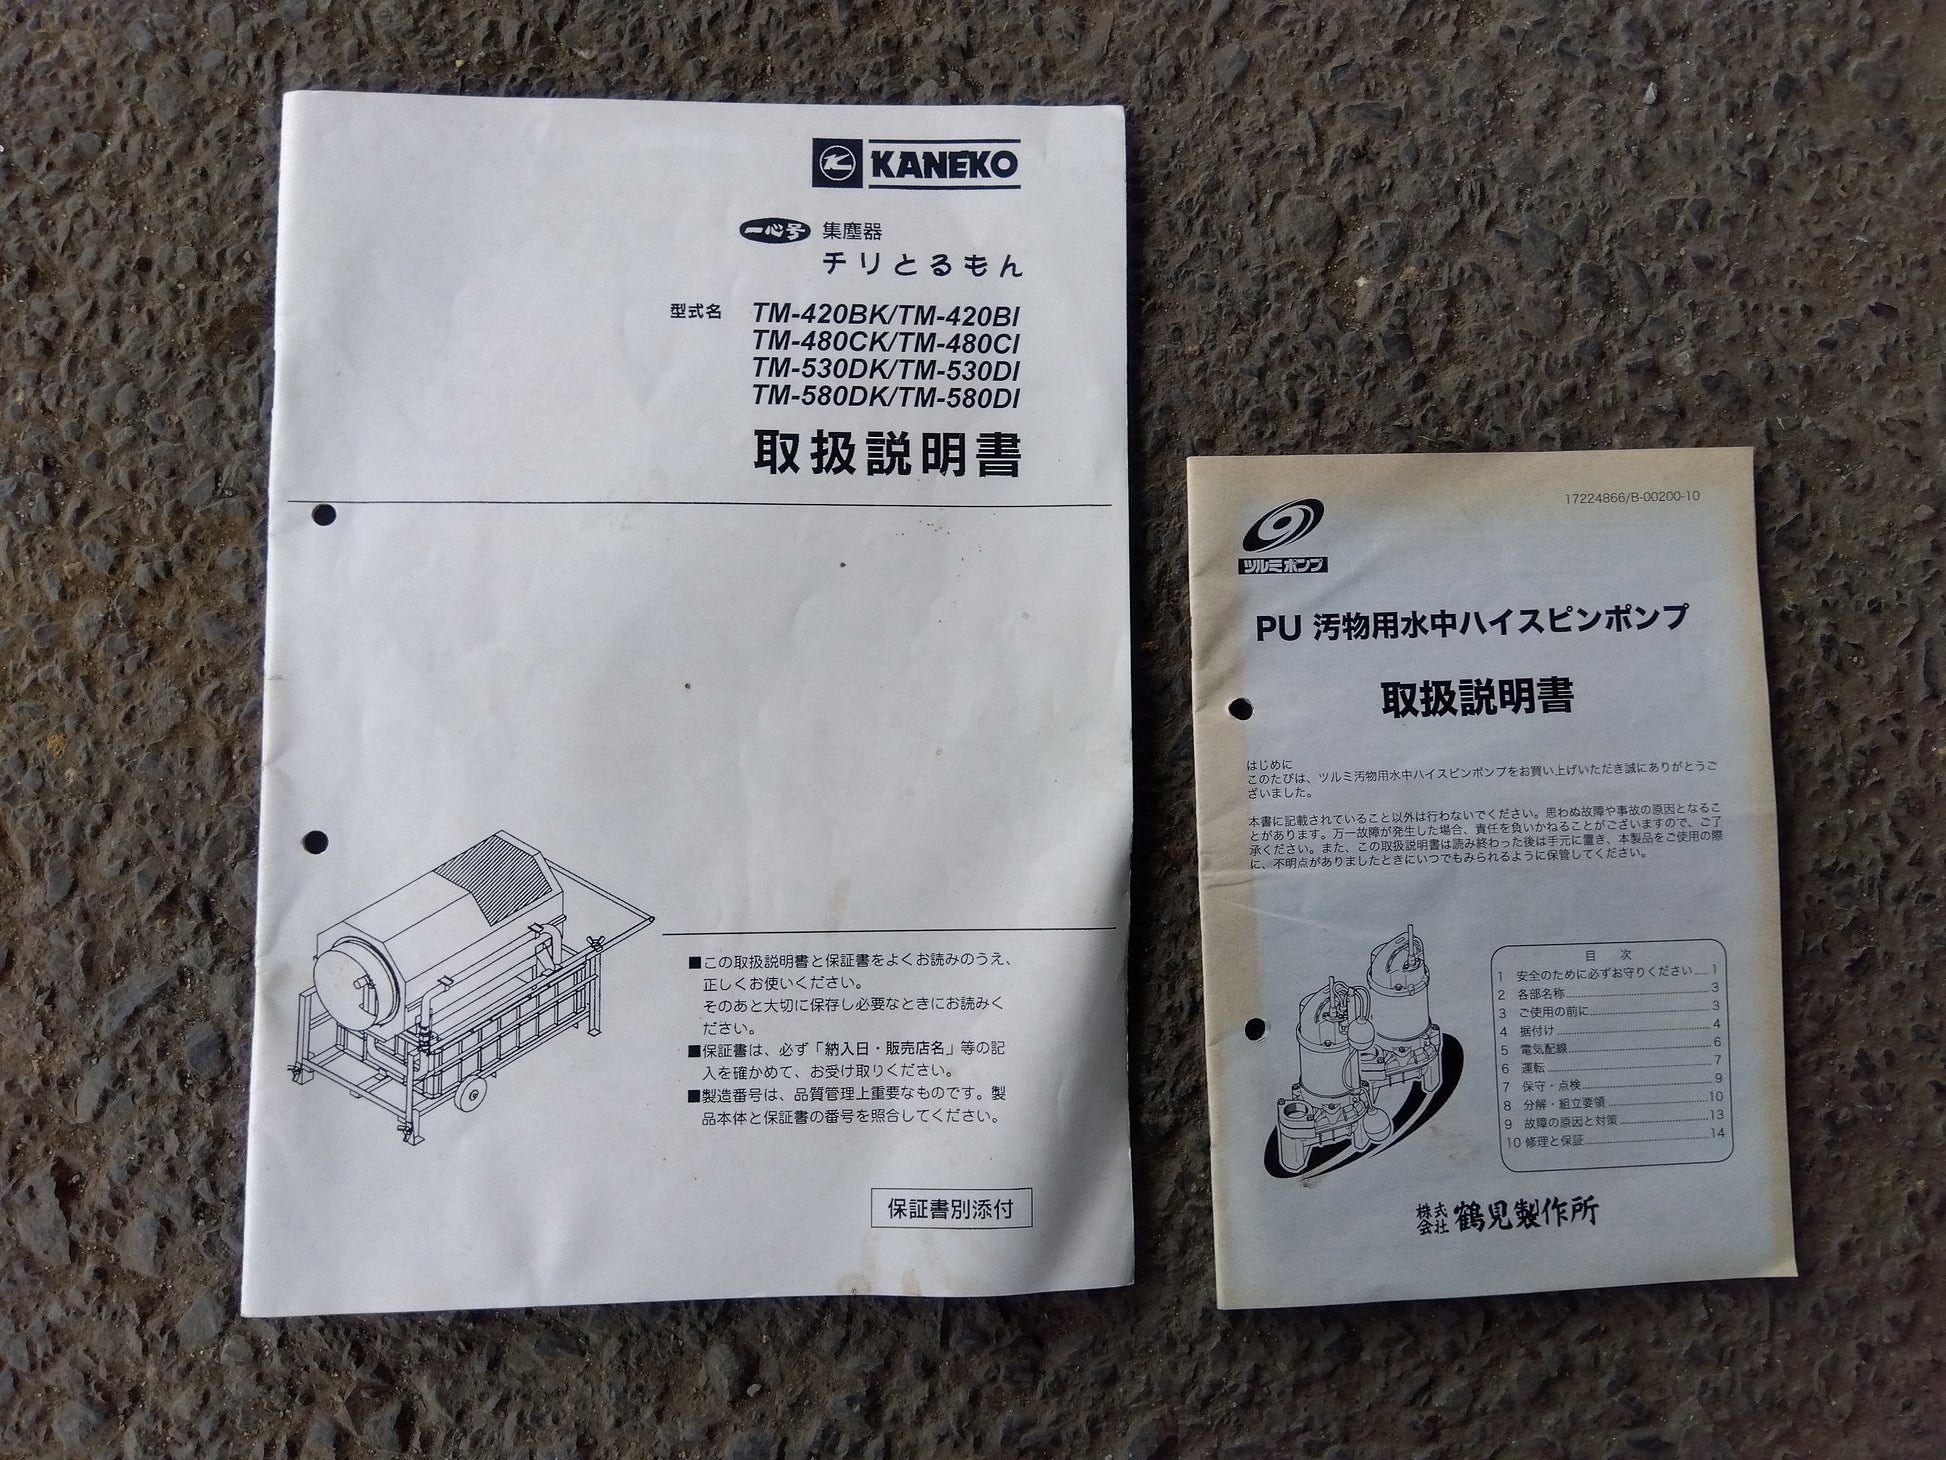 KANEKO
一心号 集塵器
チリとるもん
型式名 TM-420BK/TM-420BI
TM-480CK/TM-480CI
TM-530DK/TM-530DI
TM-580DK/TM-580DI
取扱説明書
■この取扱説明書と保証書をよくお読みのうえ、
正しくお使いください。
そのあと大切に保存し必要なときにお読みく
ださい。
■保証書は、必ず「納入日・販売店名」等の記
入を確かめて、お受け取りください。
■製造番号は、品質管理上重要なものです。製
品本体と保証書の番号を照合してください。
保証書別添付
17224866/B-00200-10
ツルミポンプ
PU 汚物用水中ハイスピンポンプ
取扱説明書
はじめに
このたびは、ツルミ汚物用水中ハイスピンポンプをお買い上げいただき誠にありがとうご
ざいました。
本書に記載されていること以外は行わないでください。思わぬ故障や事故の原因となるこ
とがあります。万一故障が発生した場合、責任を負いかねることがございますので、ご了
承ください。また、この取扱説明書は読み終わった後は手元に置き、本製品をご使用の際
に、不明点がありましたときにいつでもみられるように保管してください。
目 次
1 安全のために必ずお守りください.....1
2 各部名称.....3
3 ご使用の前に.....3
4 据付け.....4
5 電気配線.....6
6 運転.....7
7 保守・点検.....9
8 分解・組立要領.....10
9 故障の原因と対策.....13
10 修理と保証.....14
株式会社 鶴見製作所